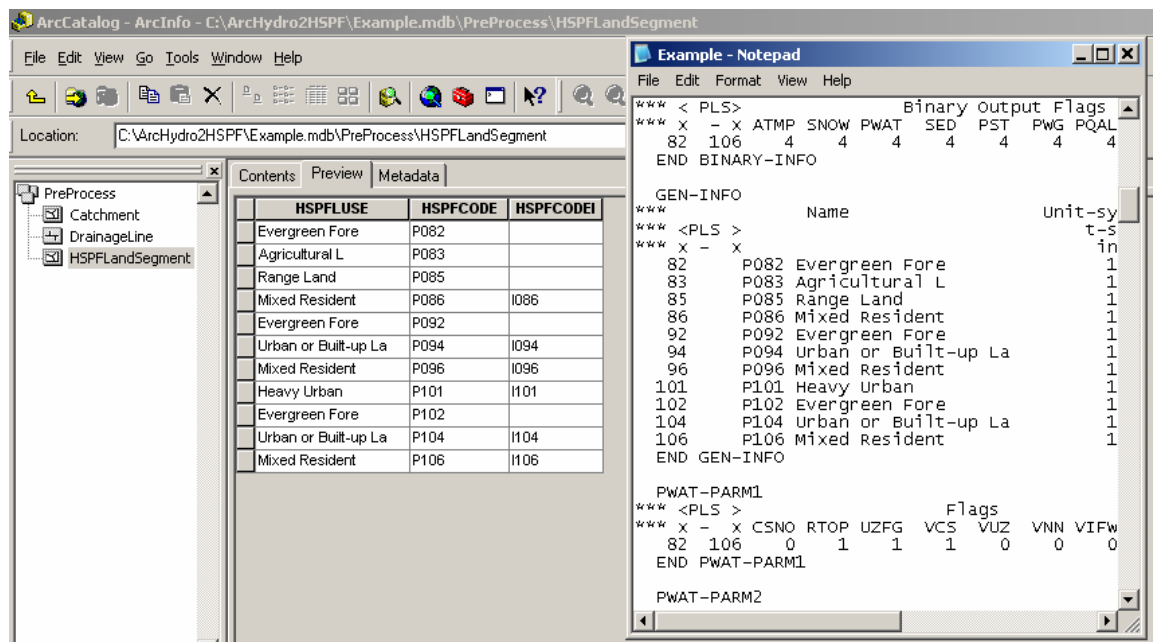 ArcCatalog - ArcInfo - C:\ArcHydro2HSPF\Example.mdb\PreProcess\HSPFLandSegment
File Edit View Go Tools Window Help
Location: C:\ArcHydro2HSPF\Example.mdb\PreProcess\HSPFLandSegment
PreProcess
Catchment
DrainageLine
HSPFLandSegment
Contents Preview Metadata
HSPFLUSE HSPFCODE HSPFCODEI
Evergreen Fore P082
Agricultural L P083
Range Land P085
Mixed Resident P086 I086
Evergreen Fore P092
Urban or Built-up La P094 I094
Mixed Resident P096 I096
Heavy Urban P101 I101
Evergreen Fore P102
Urban or Built-up La P104 I104
Mixed Resident P106 I106
Example - Notepad
File Edit Format View Help
*** < PLS> Binary Output Flags
*** x - x ATMP SNOW PWAT SED PST PWG PQAL
82 106 4 4 4 4 4 4 4
END BINARY-INFO
GEN-INFO
*** Name Unit-sy
*** <PLS > t-s
*** x - x in
82 P082 Evergreen Fore 1
83 P083 Agricultural L 1
85 P085 Range Land 1
86 P086 Mixed Resident 1
92 P092 Evergreen Fore 1
94 P094 Urban or Built-up La 1
96 P096 Mixed Resident 1
101 P101 Heavy Urban 1
102 P102 Evergreen Fore 1
104 P104 Urban or Built-up La 1
106 P106 Mixed Resident 1
END GEN-INFO
PWAT-PARM1
*** <PLS > Flags
*** x - x CSNO RTOP UZFG VCS VUZ VNN VIFW
82 106 0 1 1 1 0 0 0
END PWAT-PARM1
PWAT-PARM2